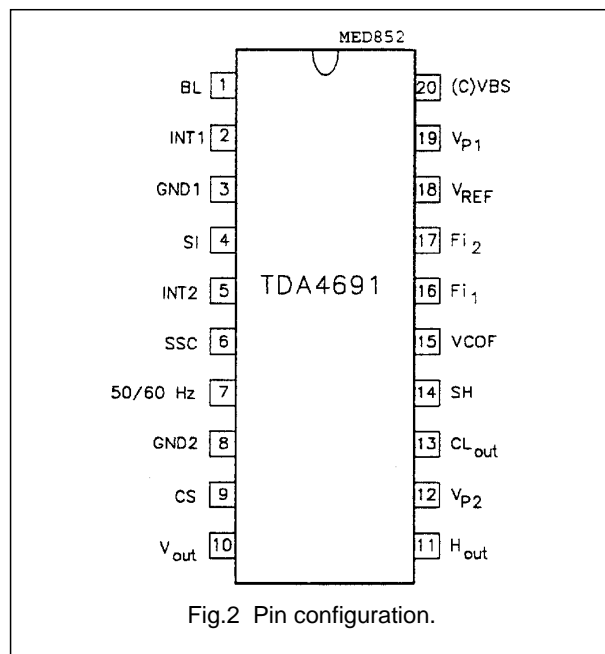 MED852
BL 1 20 (C)VBS
INT1 2 19 VP1
GND1 3 18 VREF
SI 4 17 Fi2
TDA4691
INT2 5 16 Fi1
SSC 6 15 VCOF
50/60 Hz 7 14 SH
GND2 8 13 CLout
CS 9 12 VP2
Vout 10 11 Hout
Fig.2 Pin configuration.